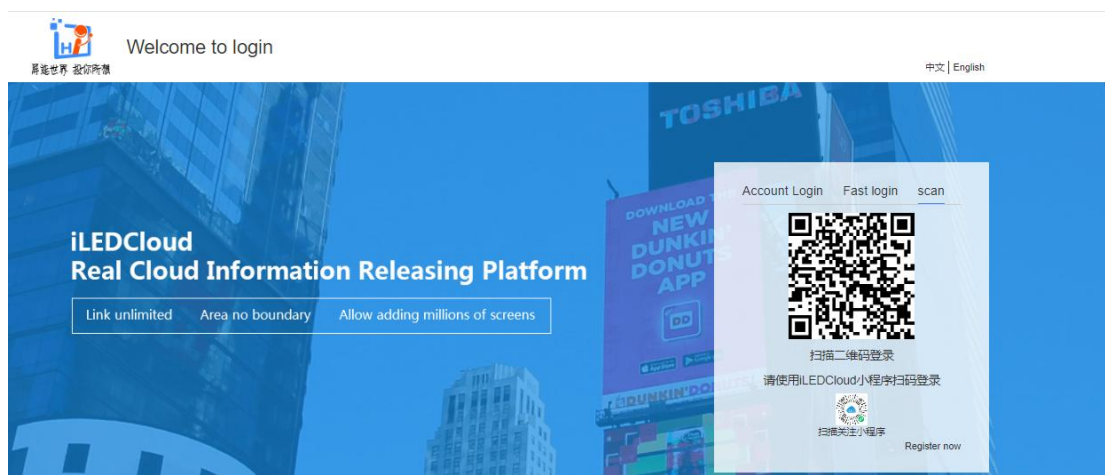 Welcome to login
屏连世界 投你所想
中文 | English
TOSHIBA
Account Login Fast login scan
DOWNLOAD
NEW
DUNKIN'
DONUTS
APP
DD
iLEDCloud
Real Cloud Information Releasing Platform
Link unlimited Area no boundary Allow adding millions of screens
扫描二维码登录
请使用iLEDCloud小程序扫码登录
扫描关注小程序
Register now